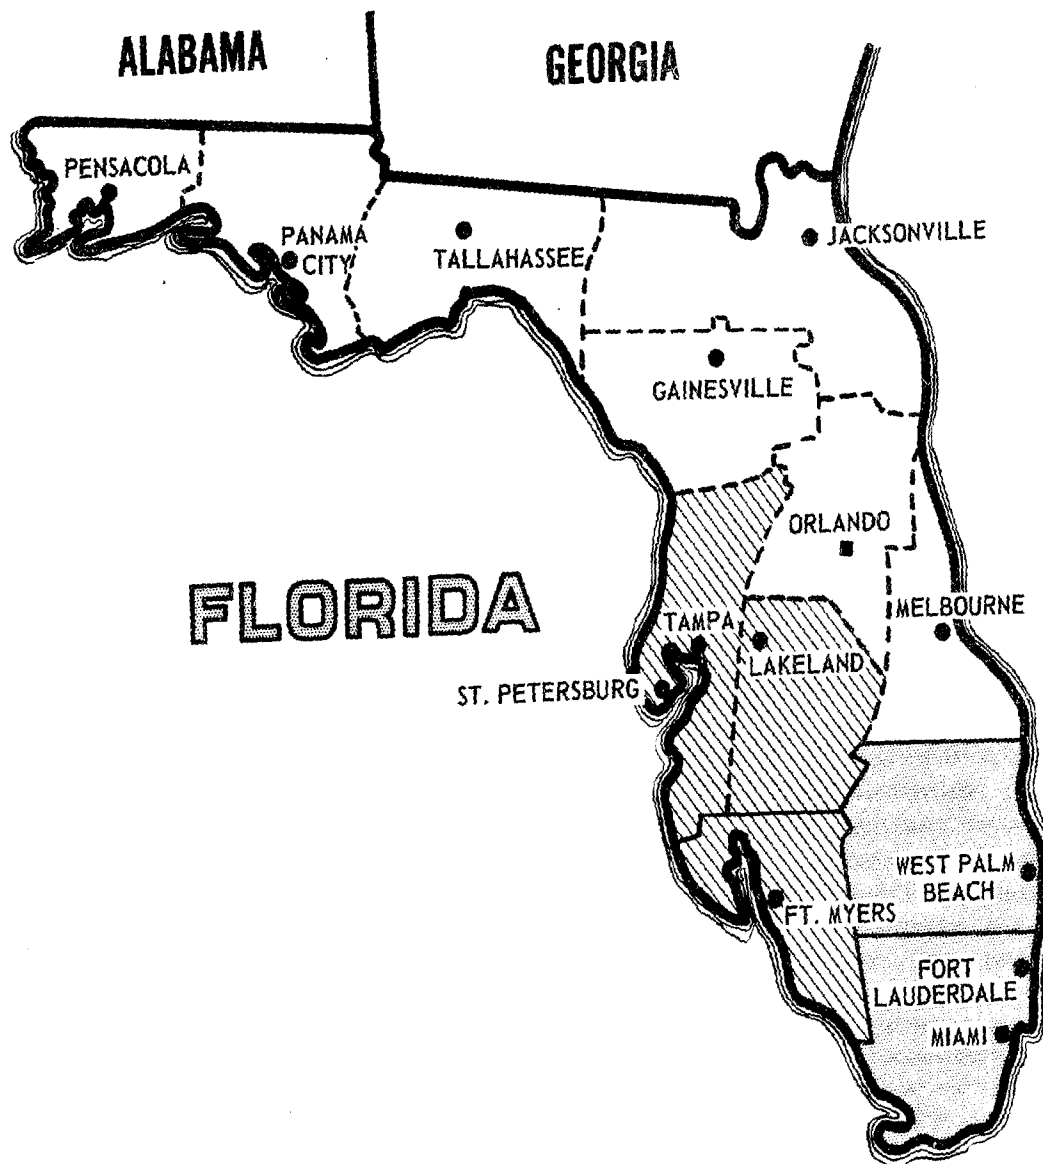 ALABAMA
GEORGIA
PENSACOLA
PANAMA
CITY
TALLAHASSEE
JACKSONVILLE
GAINESVILLE
ORLANDO
FLORIDA
MELBOURNE
TAMPA
LAKELAND
ST. PETERSBURG
WEST PALM
BEACH
FT. MYERS
FORT
LAUDERDALE
MIAMI